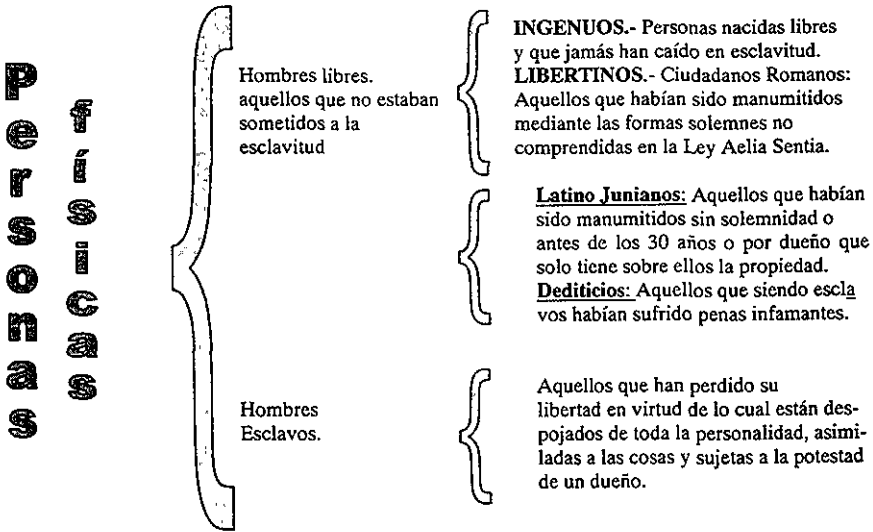 Personas
físicas
Hombres libres.
aquellos que no estaban
sometidos a la
esclavitud
INGENUOS.- Personas nacidas libres
y que jamás han caído en esclavitud.
LIBERTINOS.- Ciudadanos Romanos:
Aquellos que habían sido manumitidos
mediante las formas solemnes no
comprendidas en la Ley Aelia Sentia.
Latino Junianos: Aquellos que habían
sido manumitidos sin solemnidad o
antes de los 30 años o por dueño que
solo tiene sobre ellos la propiedad.
Dediticios: Aquellos que siendo escla
vos habían sufrido penas infamantes.
Hombres
Esclavos.
Aquellos que han perdido su
libertad en virtud de lo cual están des-
pojados de toda la personalidad, asimi-
ladas a las cosas y sujetas a la potestad
de un dueño.